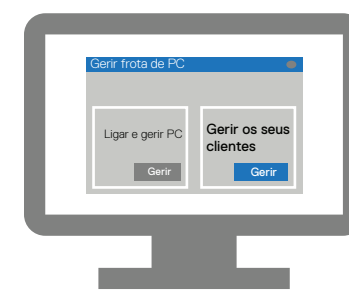 Gerir frota de PC
Ligar e gerir PC
Gerir
Gerir os seus
clientes
Gerir